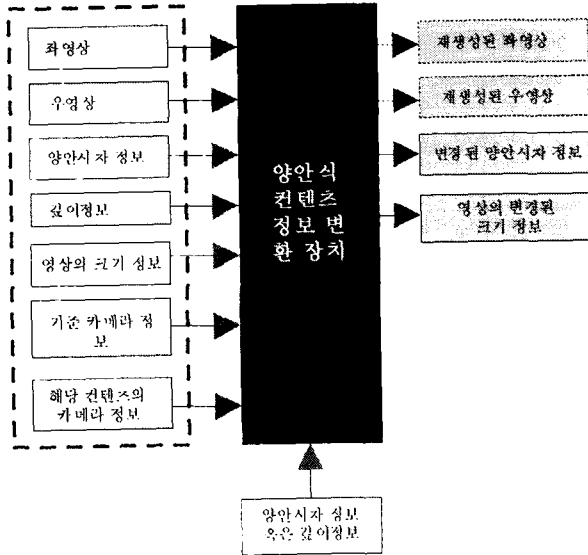 좌영상
우영상
양안시차 정보
깊이정보
영상의 크기 정보
기준 카메라 정
보
해당 컨텐츠의
카메라 정보
양안식
컨텐츠
정보 변
환 장치
재생성된 좌영상
재생성된 우영상
변경된 양안시차 정보
영상의 변경된
크기 정보
양안시차 정보
혹은 깊이정보